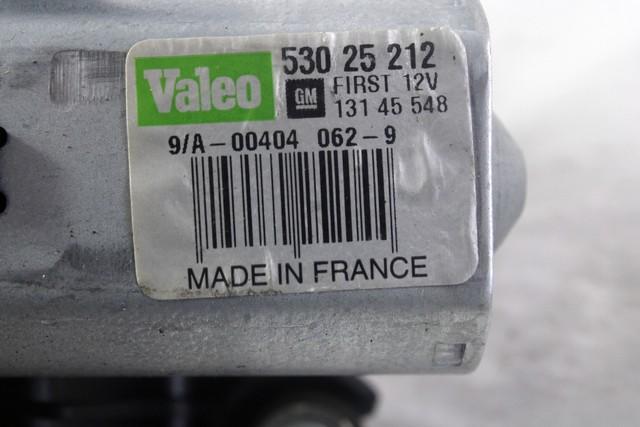 Valeo 530 25 212
GM FIRST 12V
131 45 548
9/A-00404 062-9
MADE IN FRANCE